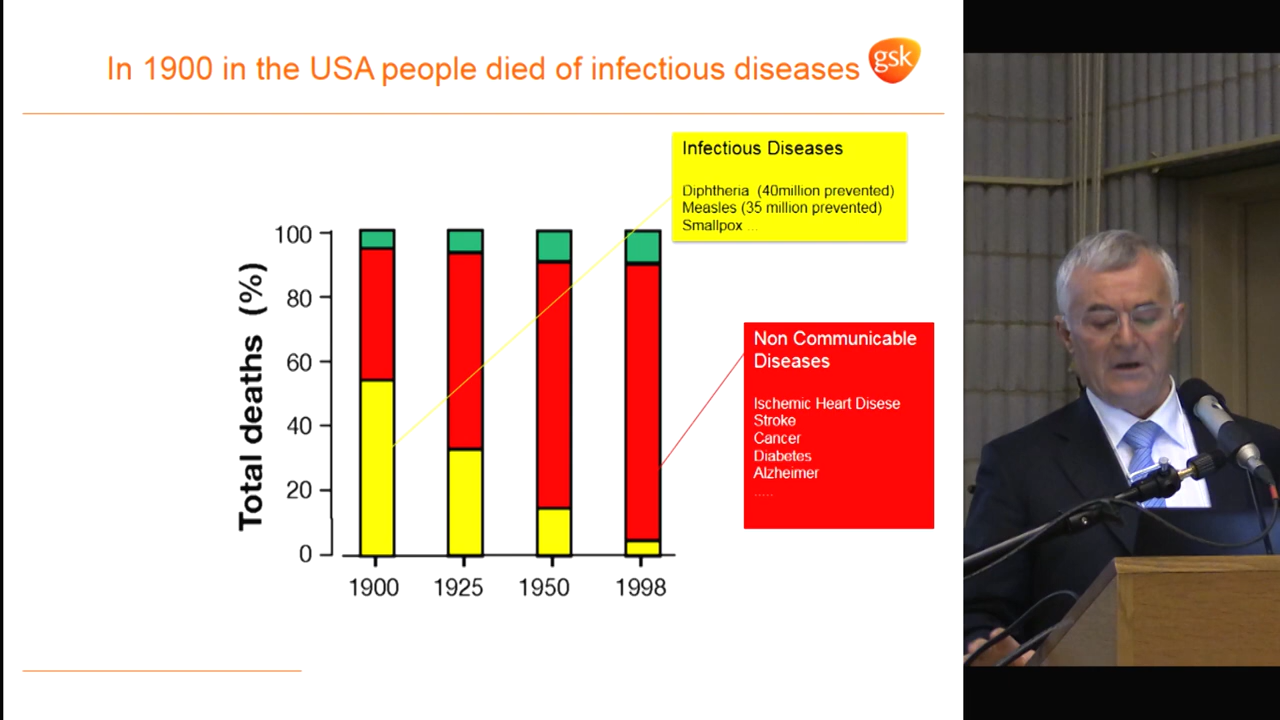 In 1900 in the USA people died of infectious diseases
gsk
Infectious Diseases
Diphtheria (40million prevented)
Measles (35 million prevented)
Smallpox ...
Total deaths (%)
100
80
60
40
20
0
1900
1925
1950
1998
Non Communicable
Diseases
Ischemic Heart Disese
Stroke
Cancer
Diabetes
Alzheimer
.....